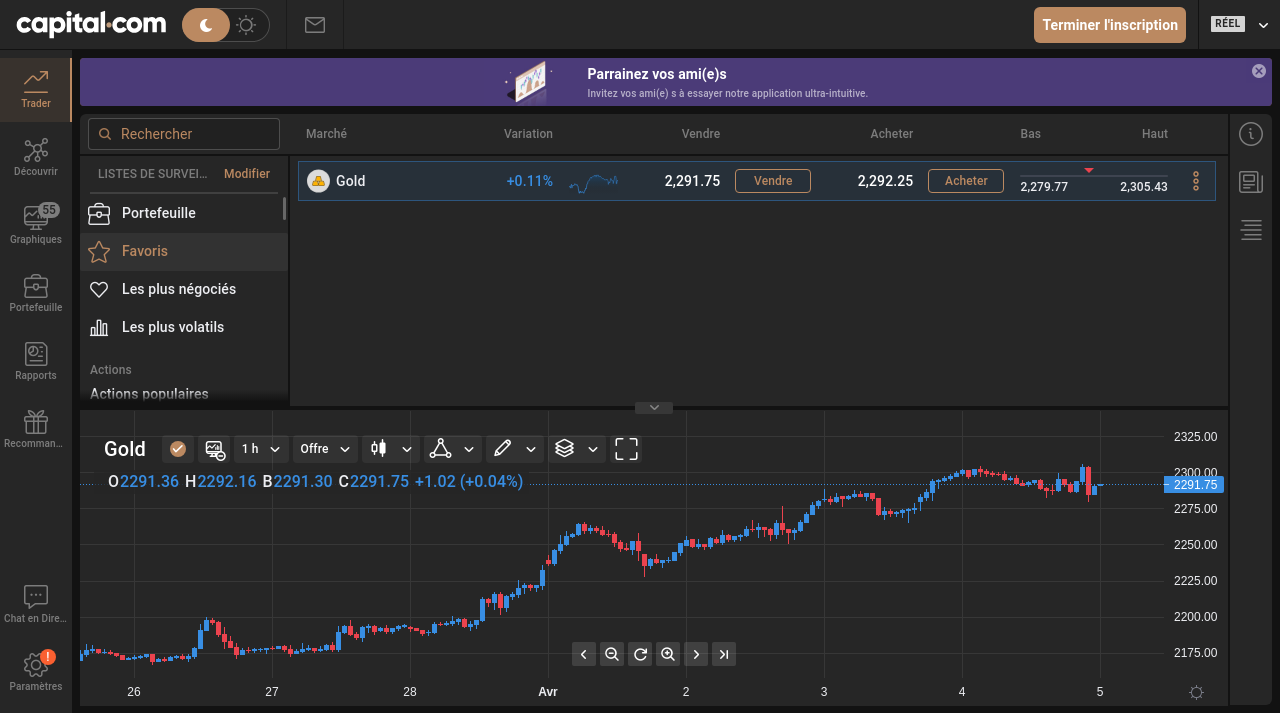 capital.com
Terminer l'inscription
RÉEL
Parrainez vos ami(e)s
Invitez vos ami(e) s à essayer notre application ultra-intuitive.
Trader
Découvrir
55
Graphiques
Portefeuille
Rapports
Recomman...
Chat en Dire...
!
Paramètres
Rechercher
LISTES DE SURVEI... Modifier
Portefeuille
Favoris
Les plus négociés
Les plus volatils
Actions
Actions populaires
Marché Variation Vendre Acheter Bas Haut
Gold +0.11% 2,291.75 Vendre 2,292.25 Acheter 2,279.77 2,305.43
Gold 1 h Offre
O2291.36 H2292.16 B2291.30 C2291.75 +1.02 (+0.04%)
2325.00
2300.00
2291.75
2275.00
2250.00
2225.00
2200.00
2175.00
26 27 28 Avr 2 3 4 5